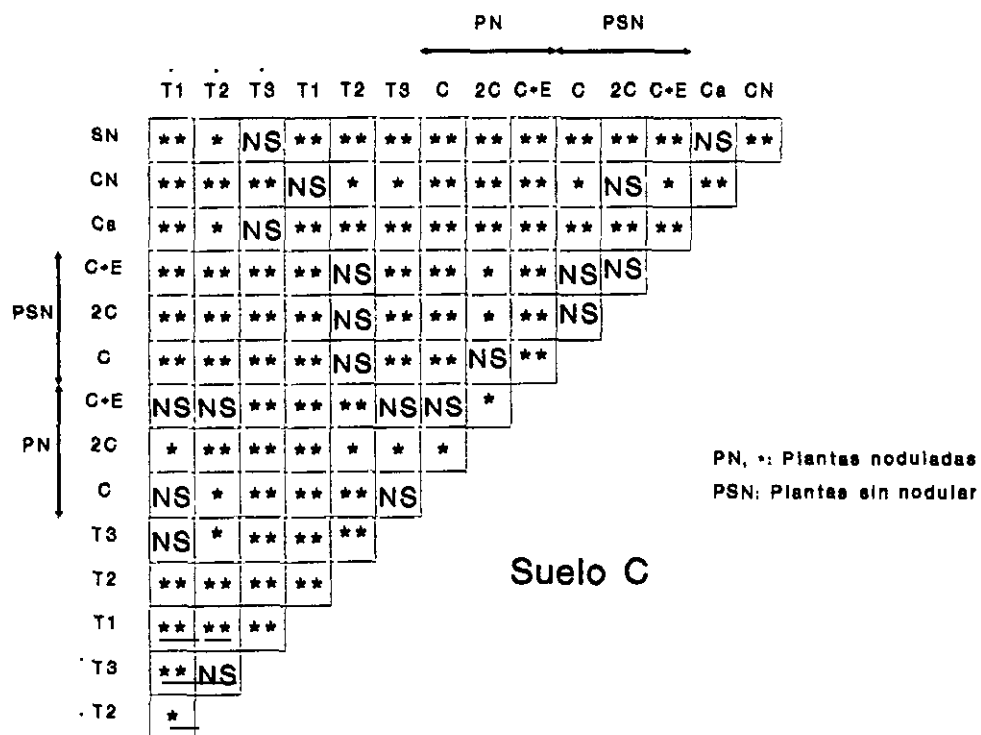 PN PSN
T1 T2 T3 T1 T2 T3 C 2C C+E C 2C C+E Ca CN
SN ** * NS ** ** ** ** ** ** ** ** ** NS **
CN ** ** ** NS * * ** ** ** * NS * **
Ca ** * NS ** ** ** ** ** ** ** ** **
C+E ** ** ** ** NS ** ** * ** NS NS
PSN 2C ** ** ** ** NS ** ** * ** NS
C ** ** ** ** NS ** ** NS **
C+E NS NS ** ** ** NS NS *
PN 2C * ** ** ** * * *
C NS * ** ** ** NS
PN, *: Plantas noduladas
PSN: Plantas sin nodular
T3 NS * ** ** **
T2 ** ** ** **
Suelo C
T1 ** ** **
. T3 ** NS
. T2 *